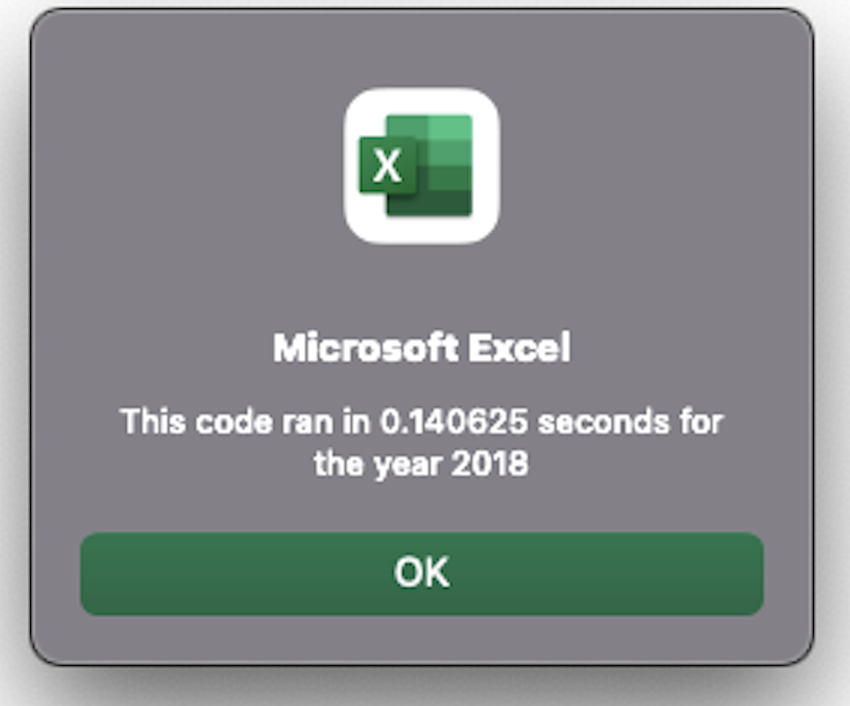 X
Microsoft Excel
This code ran in 0.140625 seconds for
the year 2018
OK